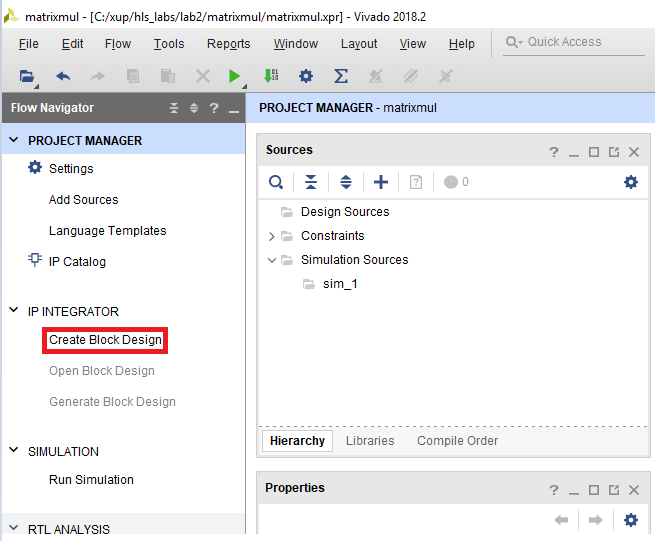 matrixmul - [C:/xup/hls_labs/lab2/matrixmul/matrixmul.xpr] - Vivado 2018.2
File Edit Flow Tools Reports Window Layout View Help Quick Access
Flow Navigator
PROJECT MANAGER - matrixmul
PROJECT MANAGER
Settings
Add Sources
Language Templates
IP Catalog
IP INTEGRATOR
Create Block Design
Open Block Design
Generate Block Design
SIMULATION
Run Simulation
RTL ANALYSIS
Sources
0
Design Sources
Constraints
Simulation Sources
sim_1
Hierarchy Libraries Compile Order
Properties